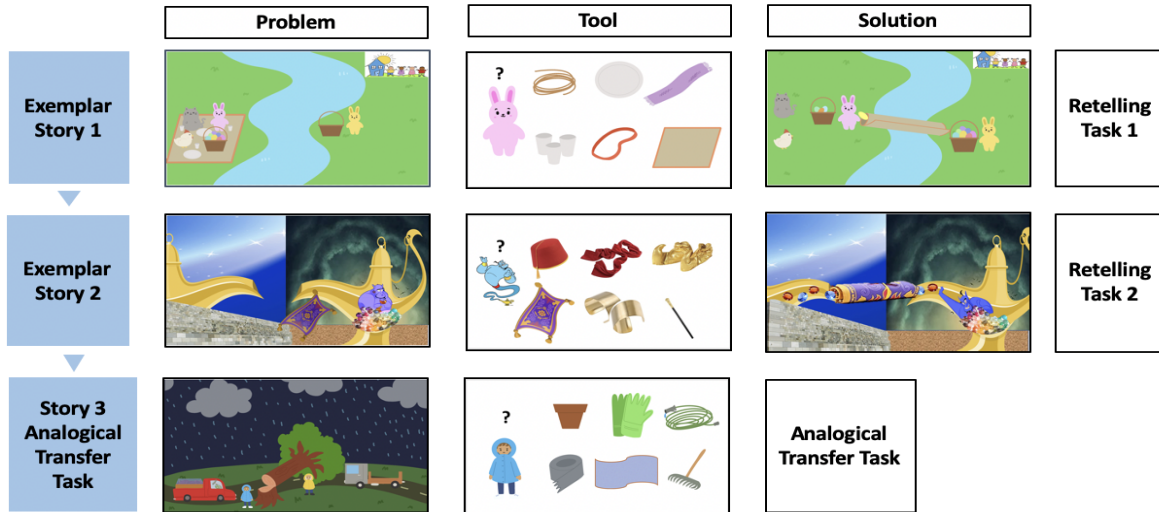 Problem
Tool
Solution
Exemplar
Story 1
?
Retelling
Task 1
Exemplar
Story 2
?
Retelling
Task 2
Story 3
Analogical
Transfer
Task
?
Analogical
Transfer Task